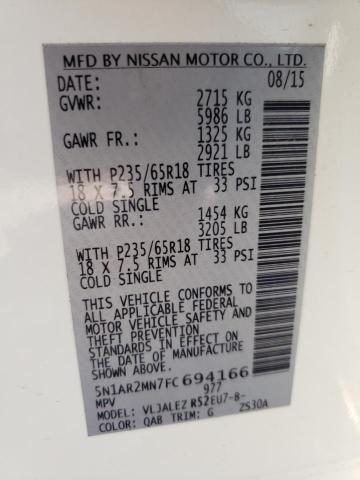 MFD BY NISSAN MOTOR CO., LTD.
DATE: 08/15
GVWR: 2715 KG
5986 LB
GAWR FR.: 1325 KG
2921 LB
WITH P235/65R18 TIRES
18 X 7.5 RIMS AT 33 PSI
COLD SINGLE
GAWR RR.: 1454 KG
3205 LB
WITH P235/65R18 TIRES
18 X 7.5 RIMS AT 33 PSI
COLD SINGLE
THIS VEHICLE CONFORMS TO
ALL APPLICABLE FEDERAL
MOTOR VEHICLE SAFETY AND
THEFT PREVENTION
STANDARDS IN EFFECT ON THE
DATE OF MANUFACTURE
SHOWN ABOVE.
5N1AR2MN7FC694166
MPV 977
MODEL: VLJALEZ R52EU7-B-
COLOR: QAB TRIM: G ZS30A